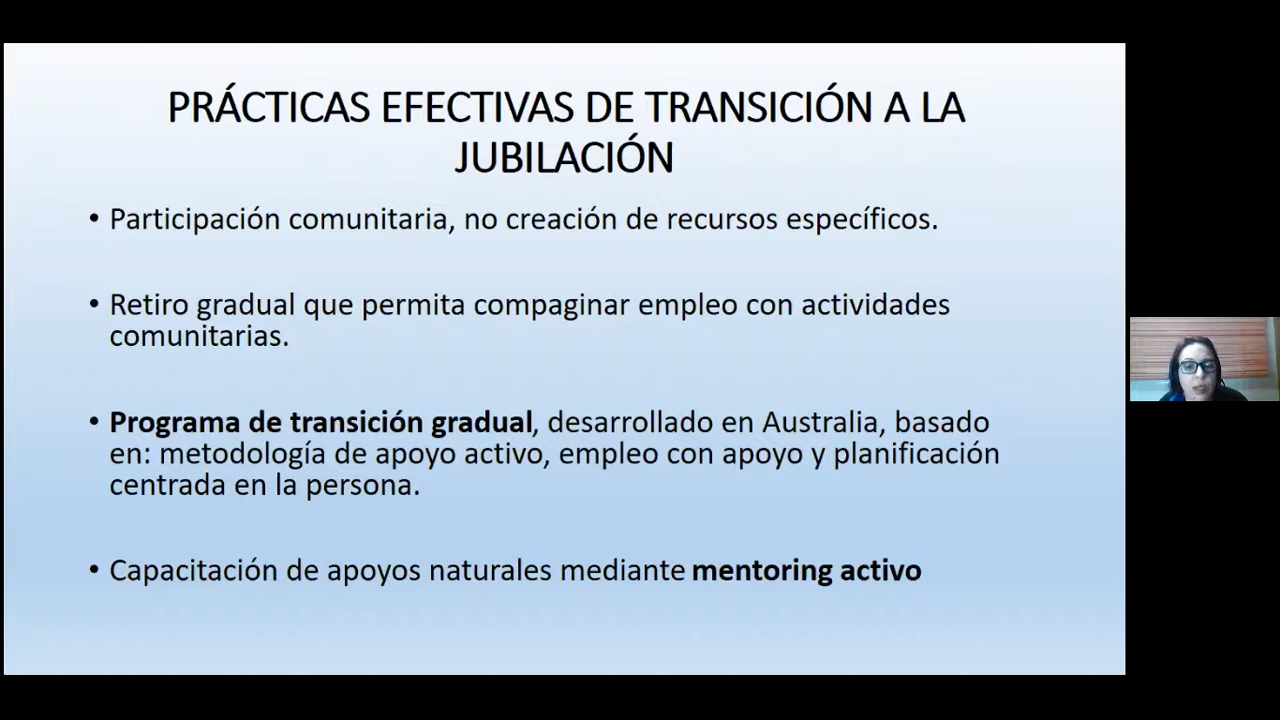 PRÁCTICAS EFECTIVAS DE TRANSICIÓN A LA
JUBILACIÓN
• Participación comunitaria, no creación de recursos específicos.
• Retiro gradual que permita compaginar empleo con actividades
comunitarias.
• Programa de transición gradual, desarrollado en Australia, basado
en: metodología de apoyo activo, empleo con apoyo y planificación
centrada en la persona.
• Capacitación de apoyos naturales mediante mentoring activo